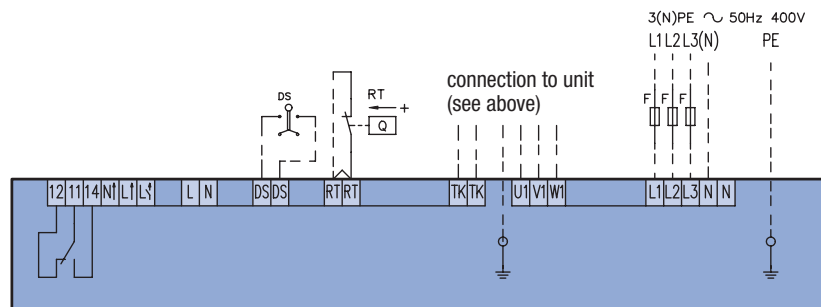 3(N)PE ∿ 50Hz 400V
L1 L2 L3 (N) PE
connection to unit
(see above)
DS
RT
+
Q
F F F
12 11 14 N↑ L↑ L L N DS DS RT RT TK TK U1 V1 W1 L1 L2 L3 N N